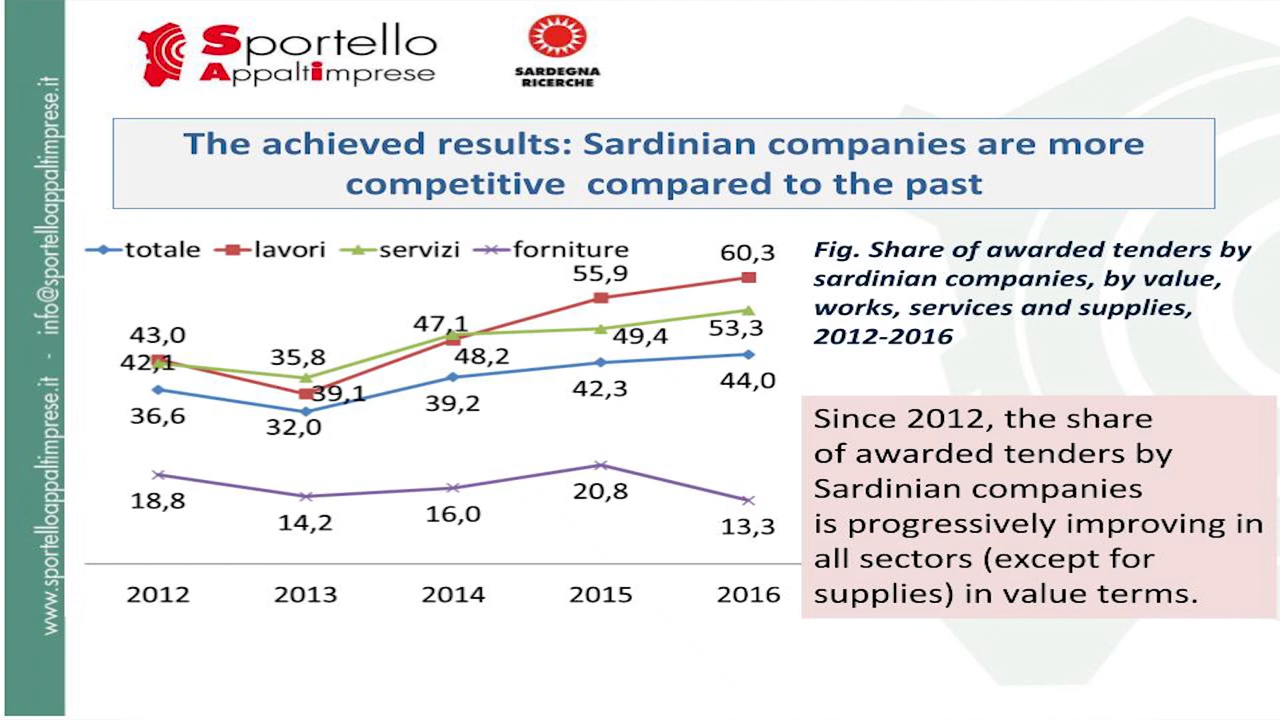 Sportello
Appaltimprese
SARDEGNA
RICERCHE
www.sportelloappaltimprese.it - info@sportelloappaltimprese.it
The achieved results: Sardinian companies are more
competitive compared to the past
totale lavori servizi forniture
60,3
55,9
43,0
42,1
36,6
35,8
39,1
32,0
47,1
48,2
39,2
49,4
42,3
53,3
44,0
18,8
14,2
16,0
20,8
13,3
2012 2013 2014 2015 2016
Fig. Share of awarded tenders by
sardinian companies, by value,
works, services and supplies,
2012-2016
Since 2012, the share
of awarded tenders by
Sardinian companies
is progressively improving in
all sectors (except for
supplies) in value terms.